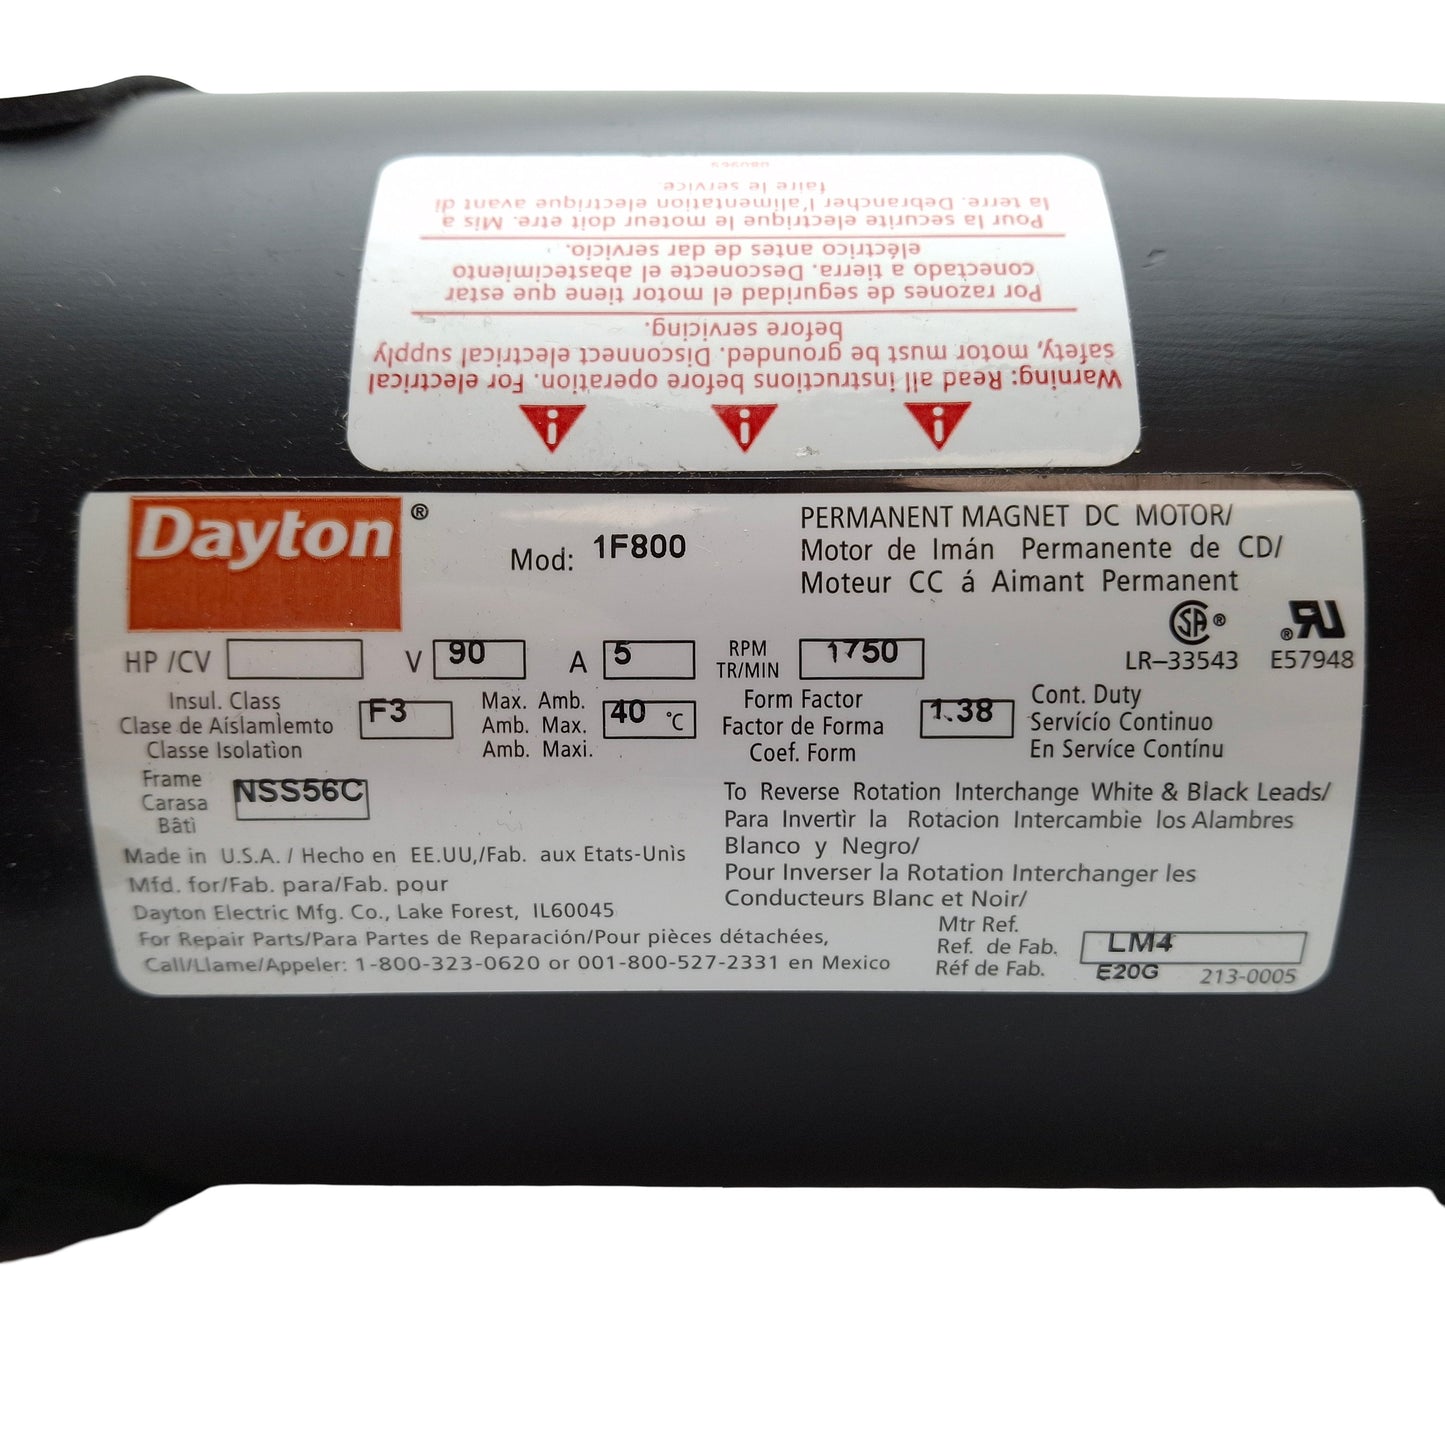 Warning: Read all instructions before operation. For electrical
safety, motor must be grounded. Disconnect electrical supply
before servicing.
Por razones de seguridad el motor tiene que estar
conectado a tierra. Desconecte el abastecimiento
eléctrico antes de dar servicio.
Pour la securite electrique le moteur doit etre. Mis a
la terre. Debrancher l'alimentation electrique avant di
faire le service.
Dayton®
Mod: 1F800
PERMANENT MAGNET DC MOTOR/
Motor de Imán Permanente de CD/
Moteur CC á Aimant Permanent
SA® ®
LR-33543 E57948
HP /CV V 90 A 5 RPM TR/MIN 1750
Insul. Class
Clase de Aíslamiemto F3
Classe Isolation
Max. Amb.
Amb. Max. 40 °C
Amb. Maxi.
Form Factor
Factor de Forma 1.38
Coef. Form
Cont. Duty
Servício Continuo
En Servíce Contínu
Frame
Carasa NSS56C
Bâti
To Reverse Rotation Interchange White & Black Leads/
Para Invertir la Rotacion Intercambie los Alambres
Blanco y Negro/
Pour Inverser la Rotation Interchanger les
Conducteurs Blanc et Noir/
Made in U.S.A. / Hecho en EE.UU,/Fab. aux Etats-Unis
Mfd. for/Fab. para/Fab. pour
Dayton Electric Mfg. Co., Lake Forest, IL60045
For Repair Parts/Para Partes de Reparación/Pour pièces détachées,
Call/Llame/Appeler: 1-800-323-0620 or 001-800-527-2331 en Mexico
Mtr Ref.
Ref. de Fab. LM4
Réf de Fab. E20G 213-0005